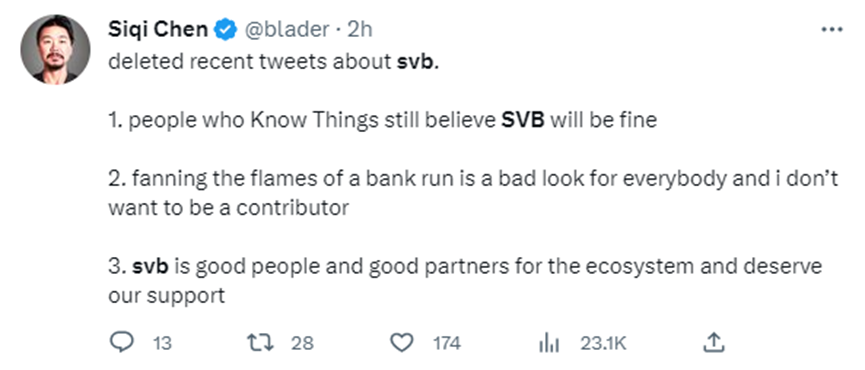 Siqi Chen @blader · 2h
deleted recent tweets about svb.
1. people who Know Things still believe SVB will be fine
2. fanning the flames of a bank run is a bad look for everybody and i don’t
want to be a contributor
3. svb is good people and good partners for the ecosystem and deserve
our support
13 28 174 23.1K